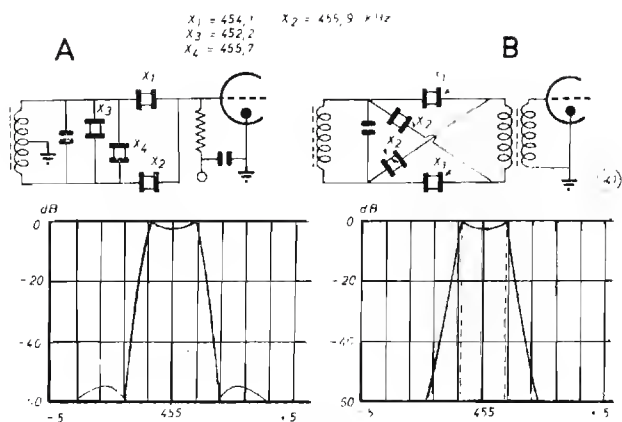 X1 = 454,1 X2 = 455,9 kHz
X3 = 452,2
X4 = 455,7
A
B
X1
X3
X4
X2
X1
X2
X2
X1
dB
0
-20
-40
-5
455
+5
dB
0
-20
-40
-5
455
+5